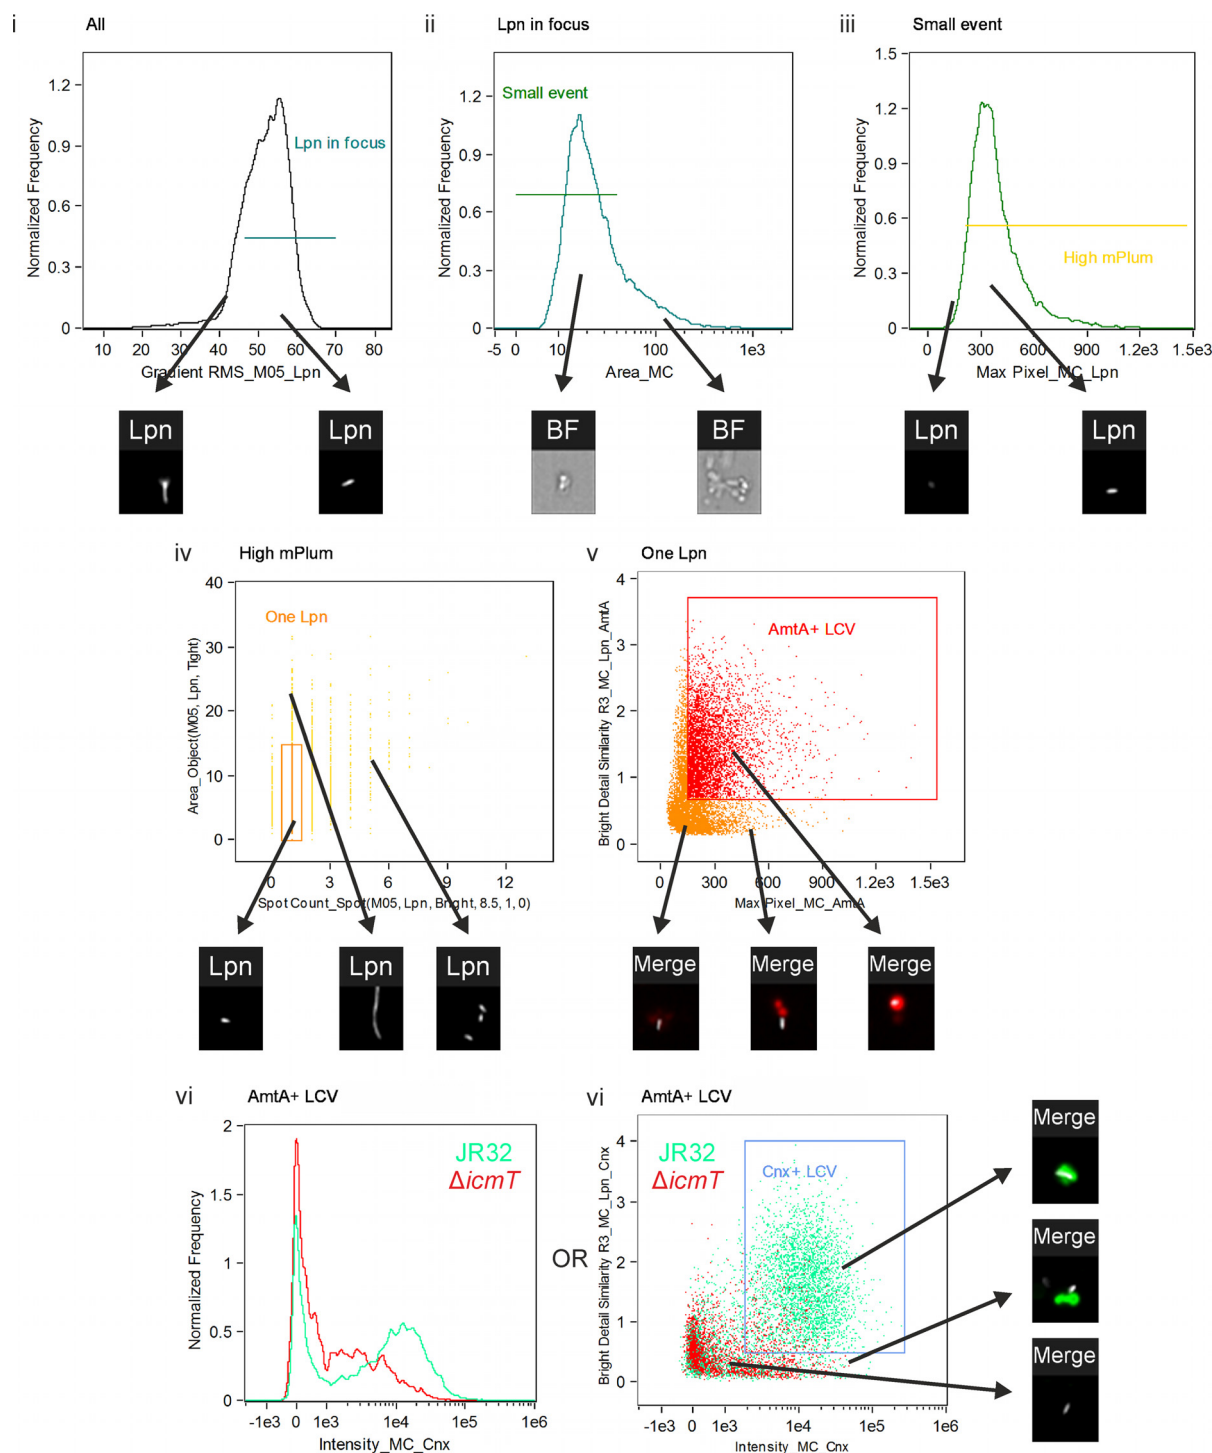 i All
Normalized Frequency
1.2
0.9
0.6
0.3
0
Lpn in focus
10 20 30 40 50 60 70 80
Gradient RMS_M05_Lpn
Lpn
Lpn
ii Lpn in focus
Normalized Frequency
1.2
0.9
0.6
0.3
0
Small event
-5 0 10 100 1e3
Area_MC
BF
BF
iii Small event
Normalized Frequency
1.5
1.2
0.9
0.6
0.3
0
High mPlum
0 300 600 900 1.2e3 1.5e3
Max Pixel_MC_Lpn
Lpn
Lpn
iv High mPlum
Area_Object(M05, Lpn, Tight)
40
30
20
10
0
One Lpn
0 3 6 9 12
Spot Count_Spot(M05, Lpn, Bright, 8.5, 1, 0)
Lpn
Lpn
Lpn
v One Lpn
Bright Detail Similarity R3_MC_Lpn_AmtA
4
3
2
1
0
AmtA+ LCV
0 300 600 900 1.2e3 1.5e3
Max Pixel_MC_AmtA
Merge
Merge
Merge
vi AmtA+ LCV
Normalized Frequency
2
1.5
1
0.5
0
JR32
ΔicmT
-1e3 0 1e3 1e4 1e5 1e6
Intensity_MC_Cnx
OR
vi AmtA+ LCV
Bright Detail Similarity R3_MC_Lpn_Cnx
4
3
2
1
0
JR32
ΔicmT
Cnx+ LCV
-1e3 0 1e3 1e4 1e5 1e6
Intensity_MC_Cnx
Merge
Merge
Merge